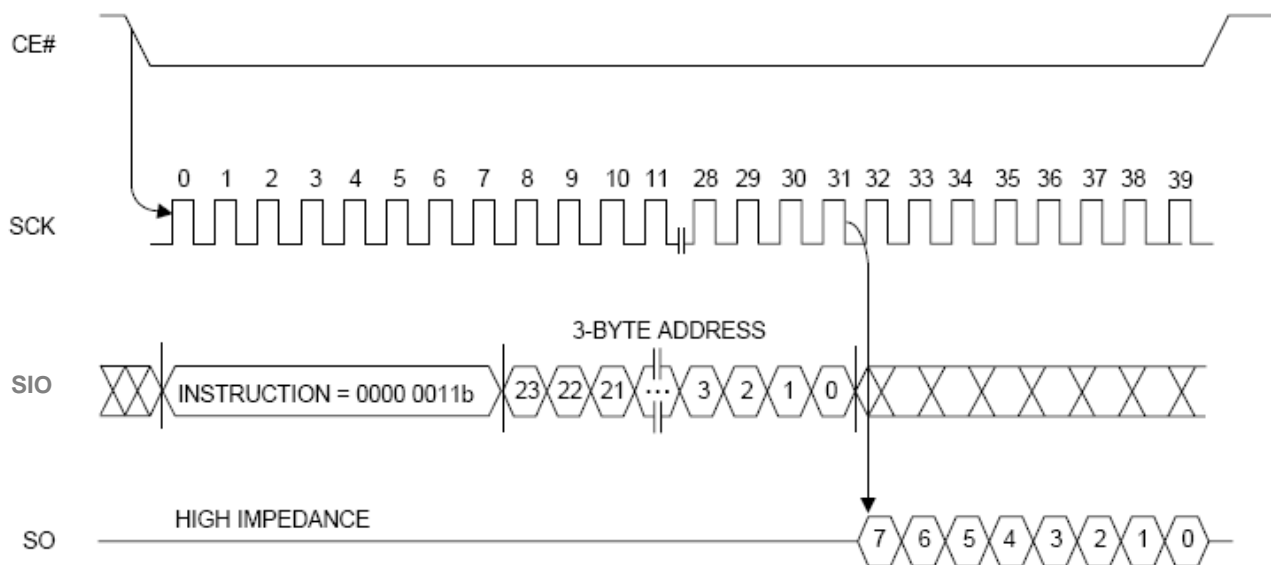 CE#
0 1 2 3 4 5 6 7 8 9 10 11 28 29 30 31 32 33 34 35 36 37 38 39
SCK
3-BYTE ADDRESS
SIO INSTRUCTION = 0000 0011b 23 22 21 ... 3 2 1 0
HIGH IMPEDANCE
SO 7 6 5 4 3 2 1 0